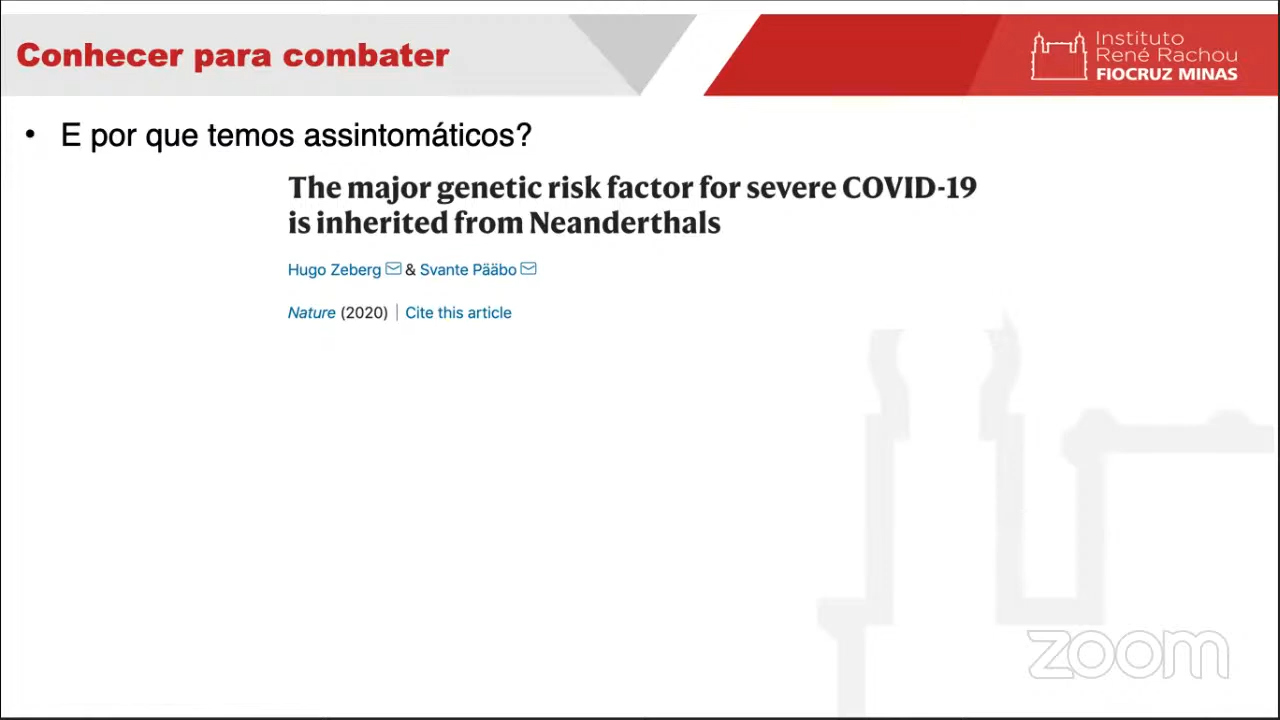 Conhecer para combater
Instituto
René Rachou
FIOCRUZ MINAS
• E por que temos assintomáticos?
The major genetic risk factor for severe COVID-19
is inherited from Neanderthals
Hugo Zeberg & Svante Pääbo
Nature (2020) | Cite this article
zoom